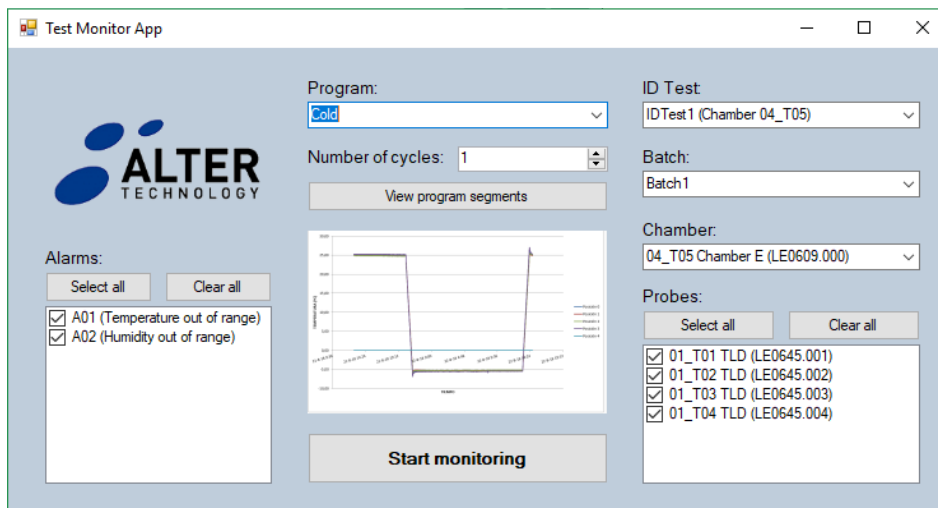 Test Monitor App
ALTER
TECHNOLOGY
Alarms:
Select all
Clear all
A01 (Temperature out of range)
A02 (Humidity out of range)
Program:
Cold
Number of cycles:
1
View program segments
Start monitoring
ID Test:
IDTest1 (Chamber 04_T05)
Batch:
Batch1
Chamber:
04_T05 Chamber E (LE0609.000)
Probes:
Select all
Clear all
01_T01 TLD (LE0645.001)
01_T02 TLD (LE0645.002)
01_T03 TLD (LE0645.003)
01_T04 TLD (LE0645.004)